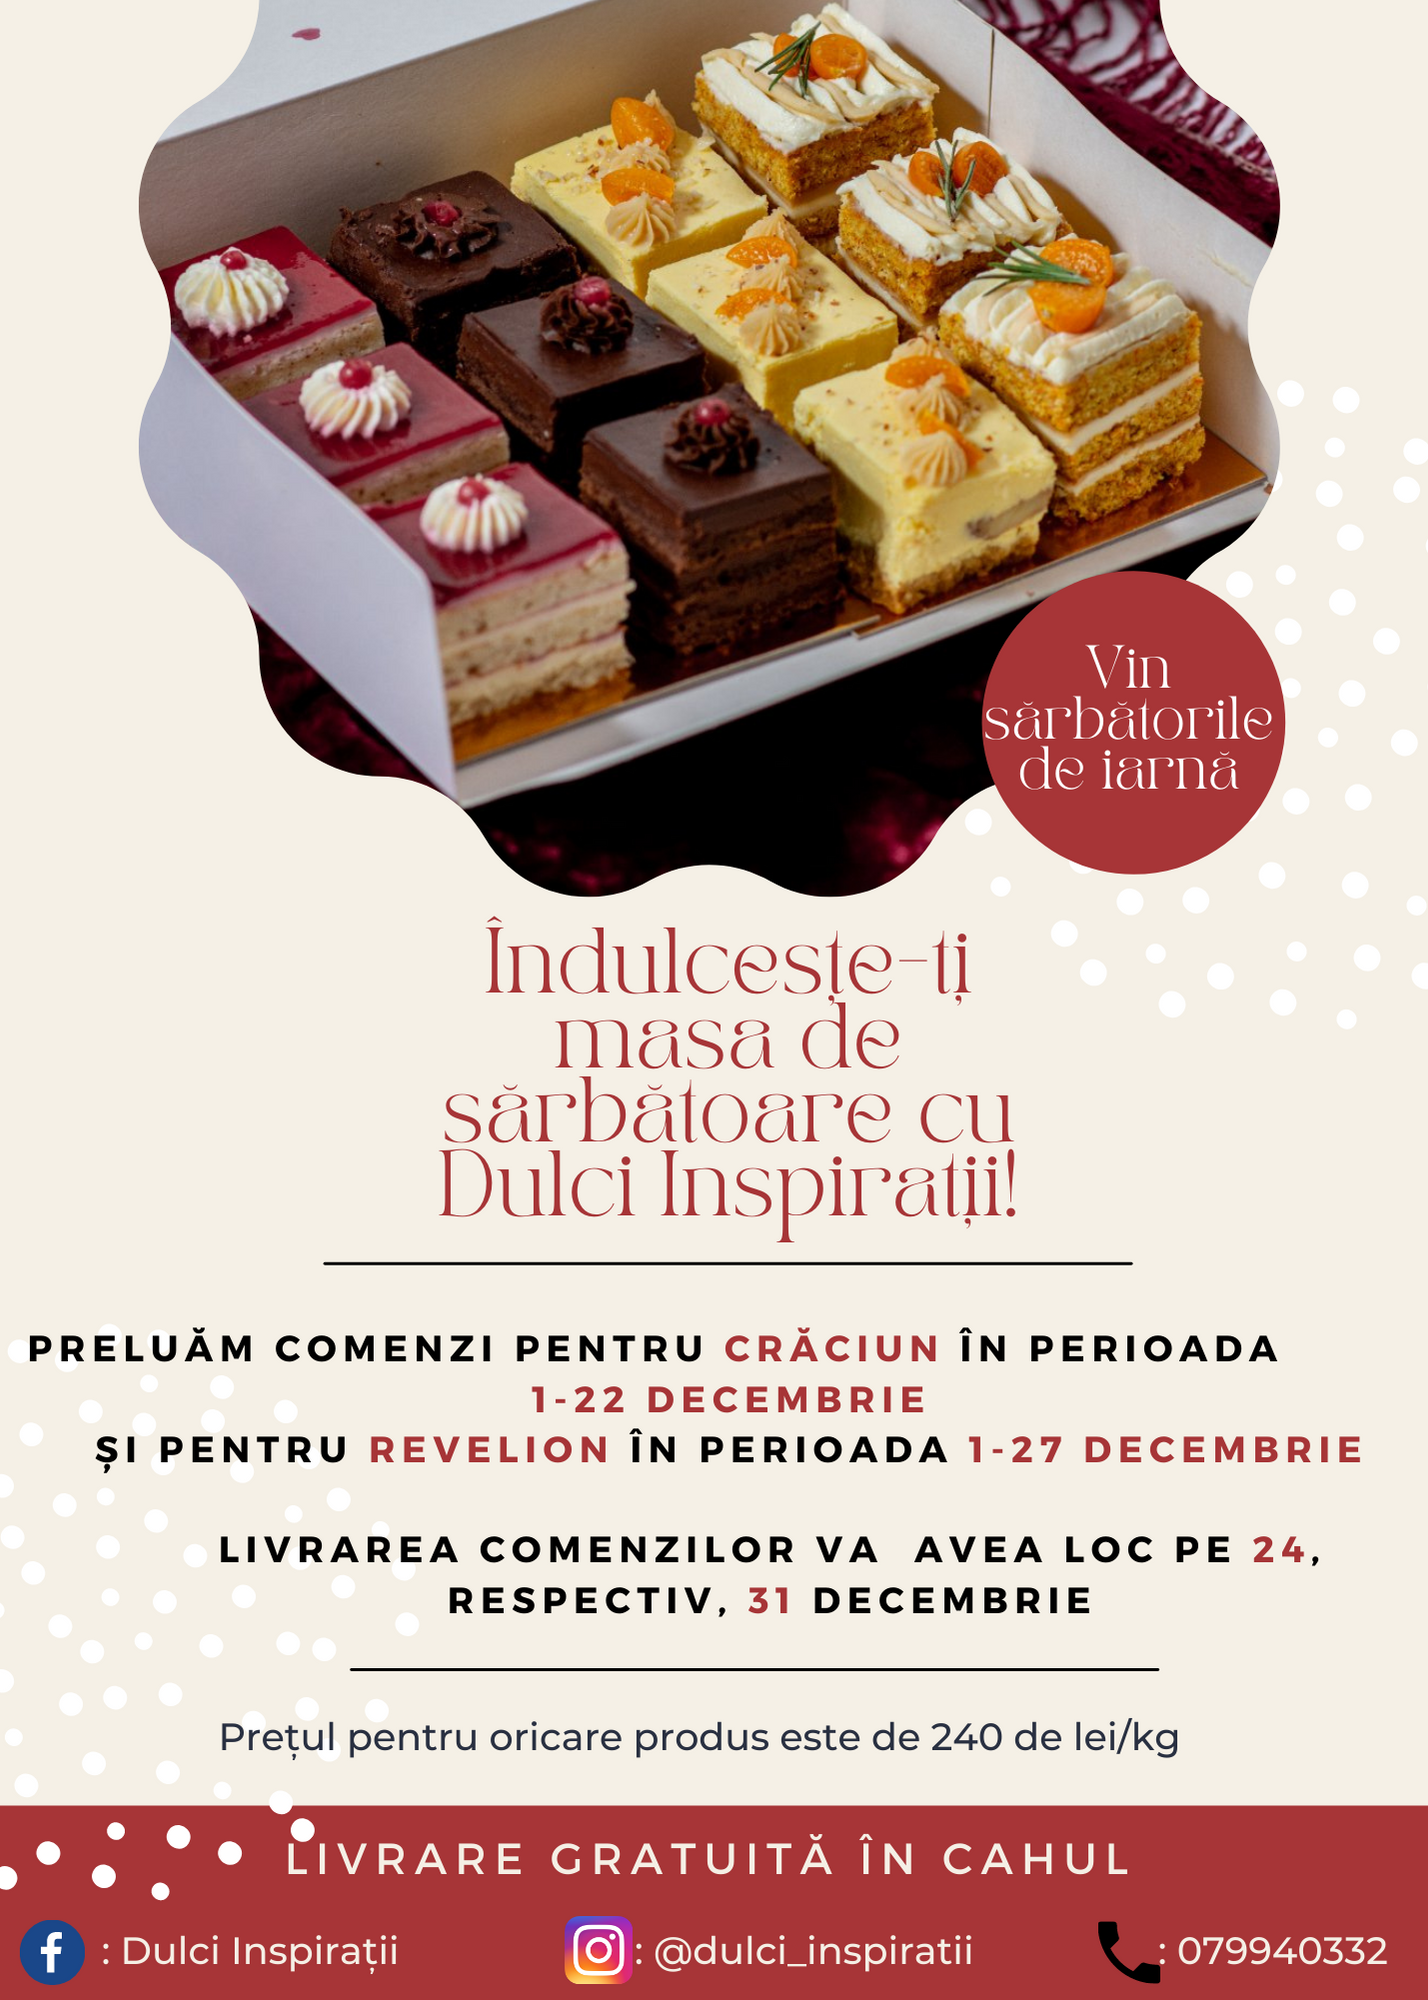 Vin
sărbătorile
de iarnă
Îndulcește-ți
masa de
sărbătoare cu
Dulci Inspirații!
PRELUĂM COMENZI PENTRU CRĂCIUN ÎN PERIOADA
1-22 DECEMBRIE
ȘI PENTRU REVELION ÎN PERIOADA 1-27 DECEMBRIE
LIVRAREA COMENZILOR VA AVEA LOC PE 24,
RESPECTIV, 31 DECEMBRIE
Prețul pentru oricare produs este de 240 de lei/kg
LIVRARE GRATUITĂ ÎN CAHUL
: Dulci Inspirații
: @dulci_inspiratii
: 079940332